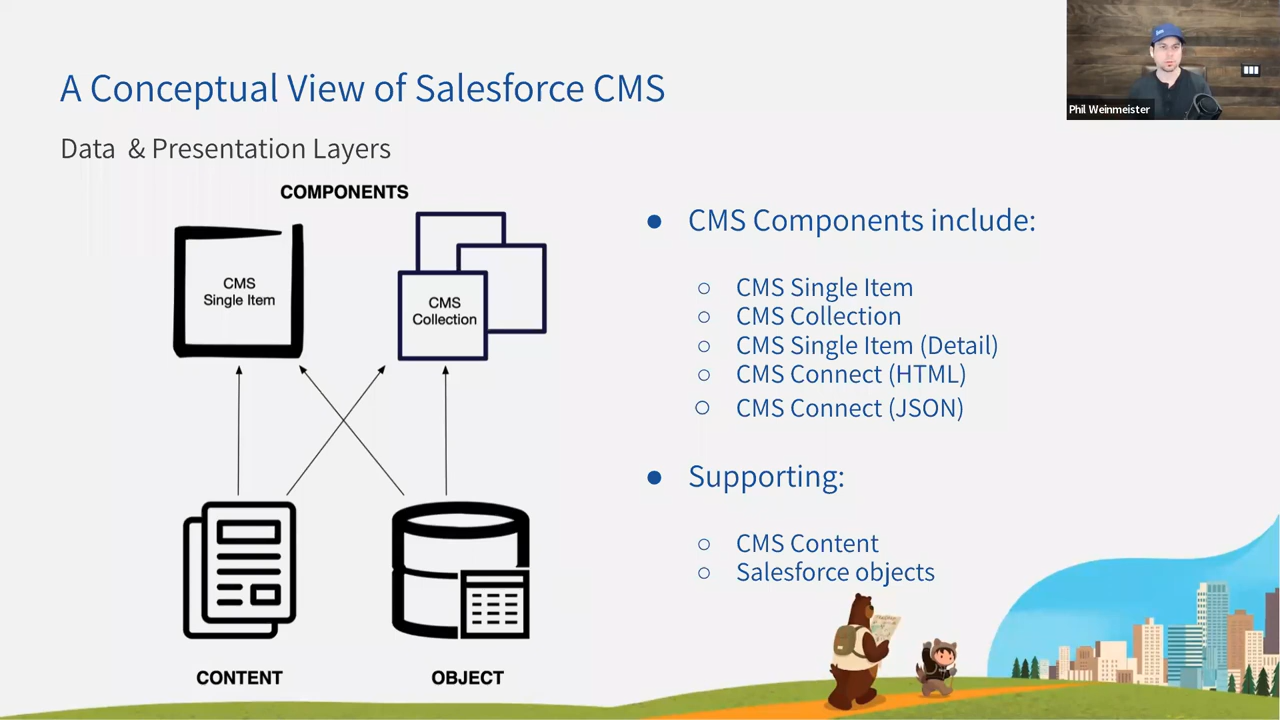 A Conceptual View of Salesforce CMS
Data & Presentation Layers
COMPONENTS
CMS
Single Item
CMS
Collection
CONTENT
OBJECT
● CMS Components include:
○ CMS Single Item
○ CMS Collection
○ CMS Single Item (Detail)
○ CMS Connect (HTML)
○ CMS Connect (JSON)
● Supporting:
○ CMS Content
○ Salesforce objects
Phil Weinmeister